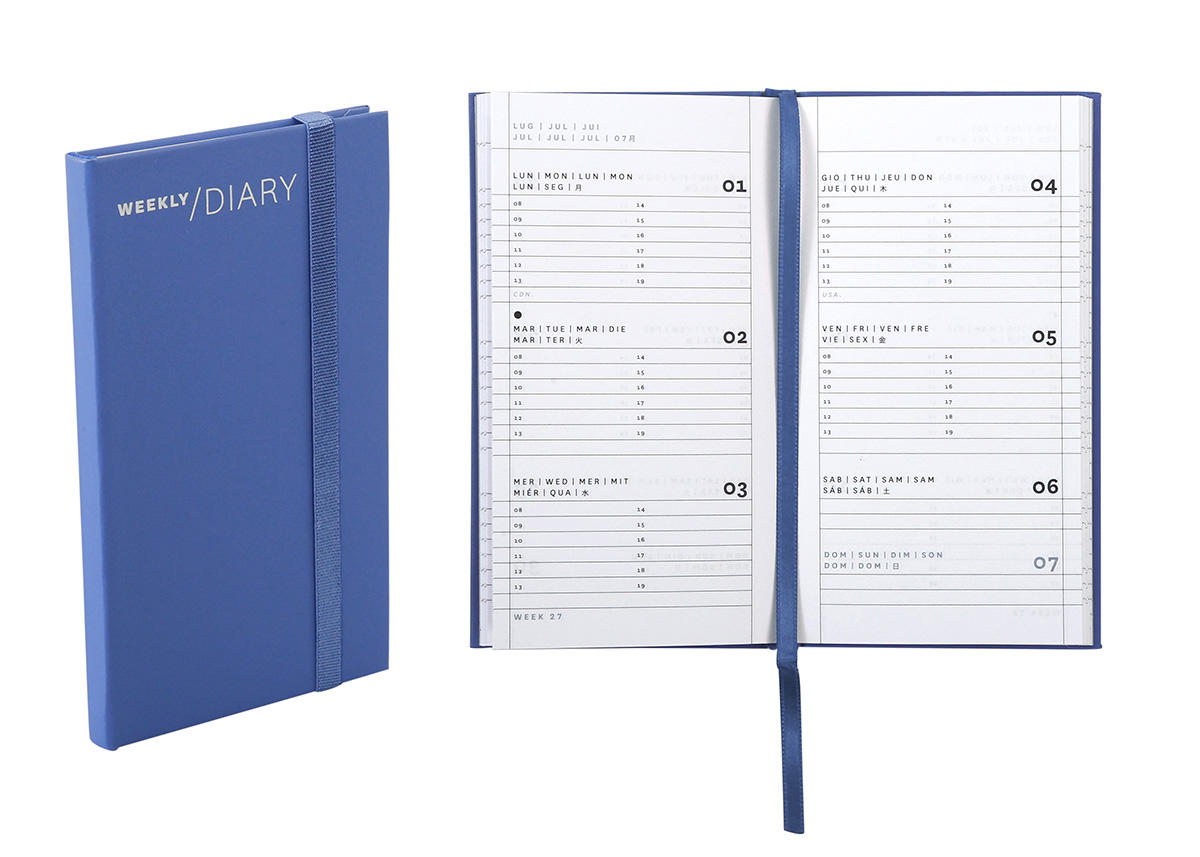 WEEKLY/DIARY
LUG | JUL | JUI
JUL | JUL | JUL | 07月
LUN | MON | LUN | MON
LUN | SEG | 月
01
08 14
09 15
10 16
11 17
12 18
13 19
CDN.
MAR | TUE | MAR | DIE
MAR | TER |火
02
08 14
09 15
10 16
11 17
12 18
13 19
MER | WED | MER | MIT
MIÉR | QUA | 水
03
08 14
09 15
10 16
11 17
12 18
13 19
WEEK 27
GIO | THU | JEU | DON
JUE | QUI | 木
04
08 14
09 15
10 16
11 17
12 18
13 19
USA.
VEN | FRI | VEN | FRE
VIE | SEX | 金
05
08 14
09 15
10 16
11 17
12 18
13 19
SAB | SAT | SAM | SAM
SÁB | SÁB | 土
06
DOM | SUN | DIM | SON
DOM | DOM | 日
07